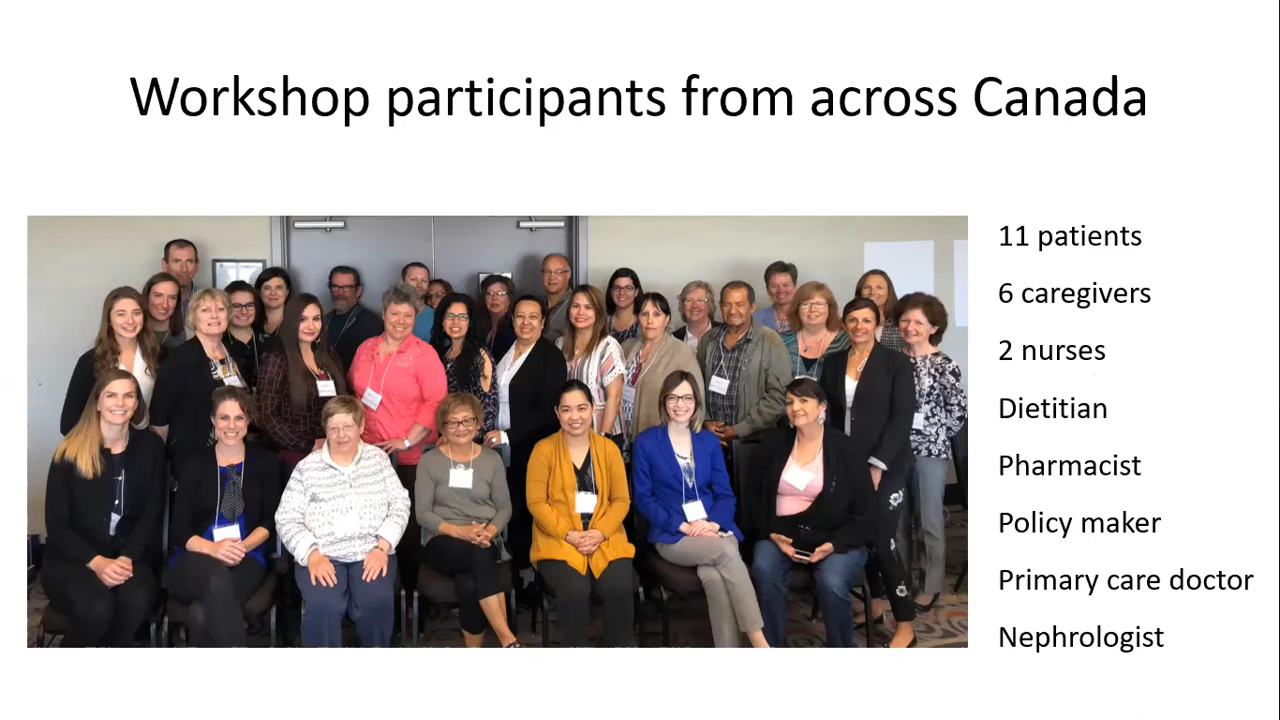 Workshop participants from across Canada
11 patients
6 caregivers
2 nurses
Dietitian
Pharmacist
Policy maker
Primary care doctor
Nephrologist